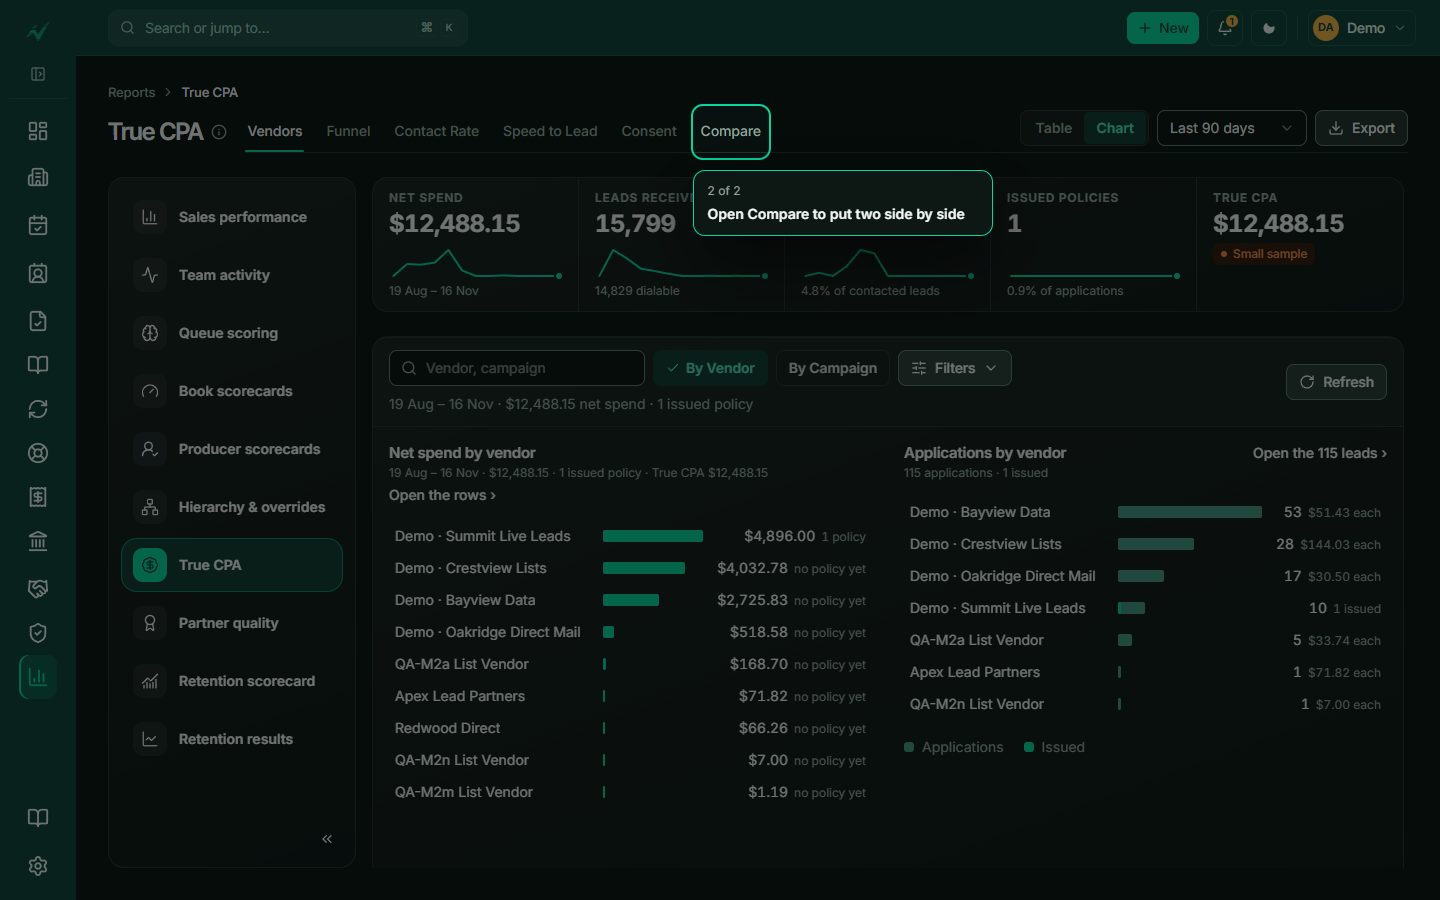 Search or jump to...
⌘ K
New
1
DA
Demo
Reports > True CPA
True CPA
Vendors
Funnel
Contact Rate
Speed to Lead
Consent
Compare
Table
Chart
Last 90 days
Export
2 of 2
Open Compare to put two side by side
Sales performance
Team activity
Queue scoring
Book scorecards
Producer scorecards
Hierarchy & overrides
True CPA
Partner quality
Retention scorecard
Retention results
NET SPEND
$12,488.15
19 Aug – 16 Nov
15,799
14,829 dialable
4.8% of contacted leads
ISSUED POLICIES
1
0.9% of applications
TRUE CPA
$12,488.15
Small sample
Vendor, campaign
By Vendor
By Campaign
Filters
Refresh
19 Aug – 16 Nov · $12,488.15 net spend · 1 issued policy
Net spend by vendor
19 Aug – 16 Nov · $12,488.15 · 1 issued policy · True CPA $12,488.15
Open the rows ›
Demo · Summit Live Leads $4,896.00 1 policy
Demo · Crestview Lists $4,032.78 no policy yet
Demo · Bayview Data $2,725.83 no policy yet
Demo · Oakridge Direct Mail $518.58 no policy yet
QA-M2a List Vendor $168.70 no policy yet
Apex Lead Partners $71.82 no policy yet
Redwood Direct $66.26 no policy yet
QA-M2n List Vendor $7.00 no policy yet
QA-M2m List Vendor $1.19 no policy yet
Applications by vendor
Open the 115 leads ›
115 applications · 1 issued
Demo · Bayview Data 53 $51.43 each
Demo · Crestview Lists 28 $144.03 each
Demo · Oakridge Direct Mail 17 $30.50 each
Demo · Summit Live Leads 10 1 issued
QA-M2a List Vendor 5 $33.74 each
Apex Lead Partners 1 $71.82 each
QA-M2n List Vendor 1 $7.00 each
Applications
Issued